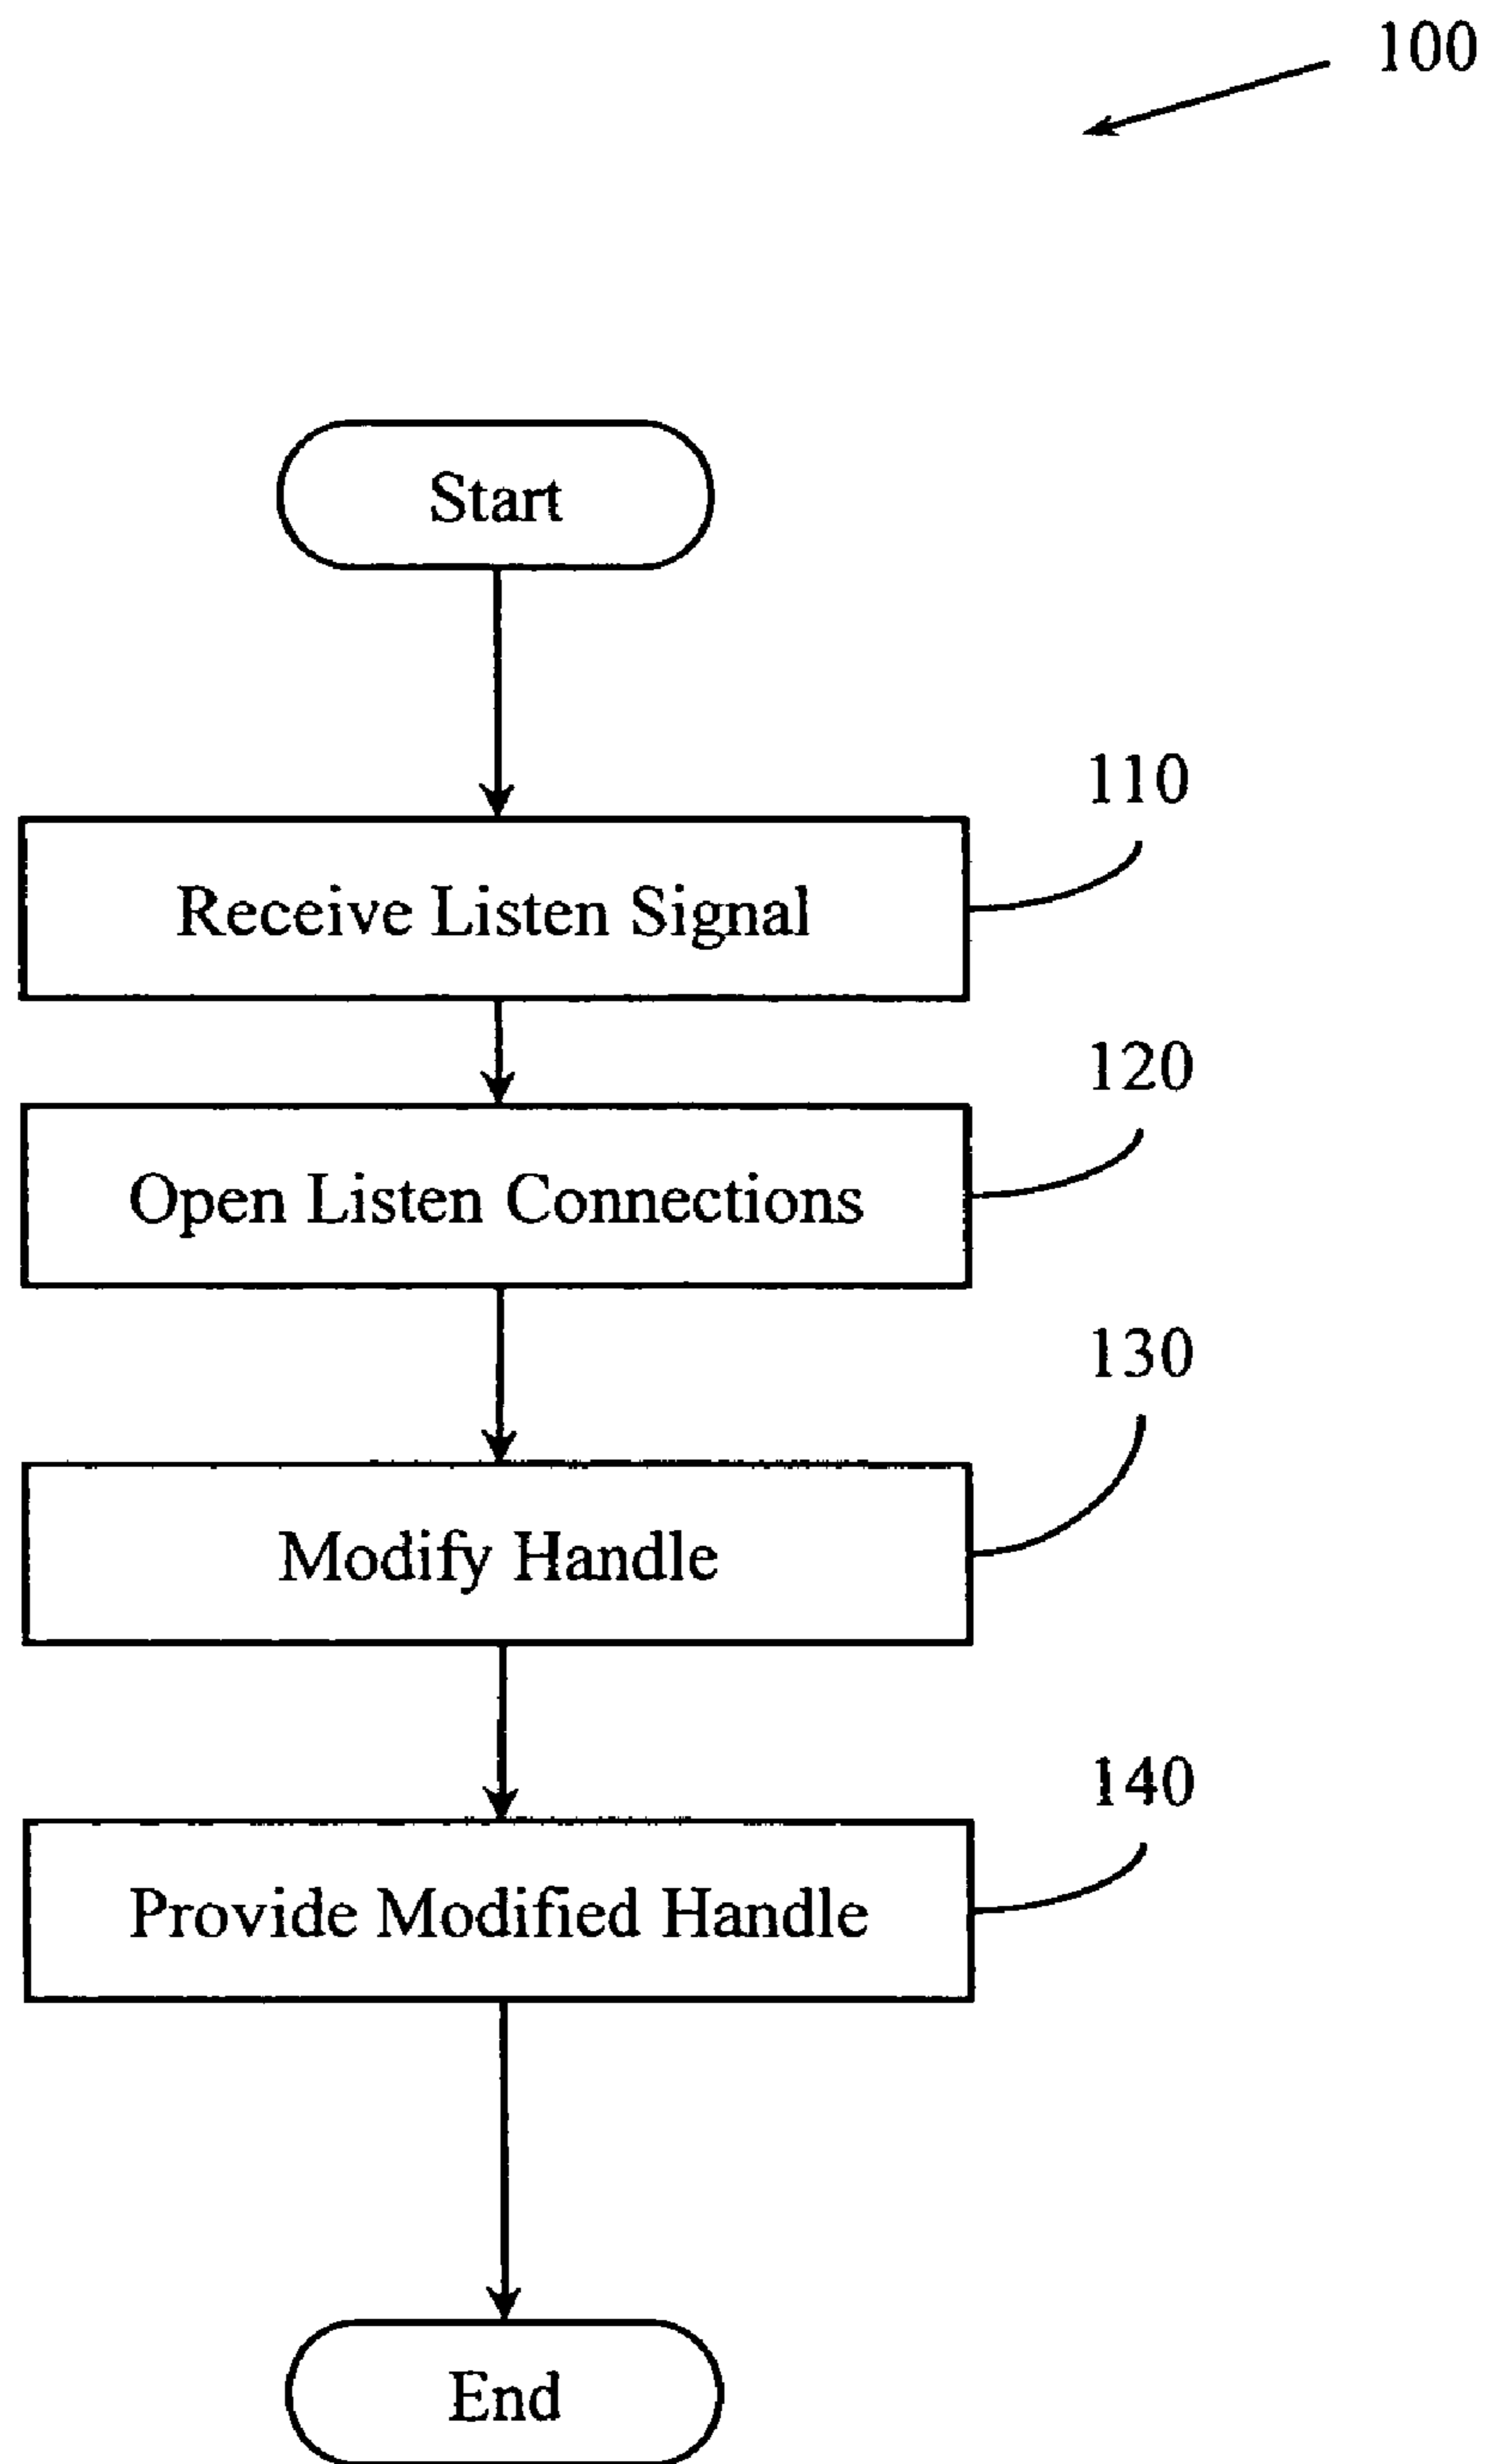 100
Start
110
Receive Listen Signal
120
Open Listen Connections
130
Modify Handle
140
Provide Modified Handle
End